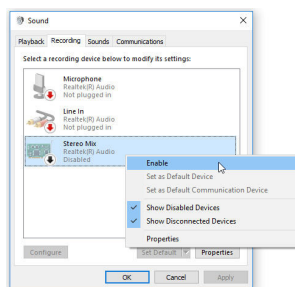 Sound
Playback Recording Sounds Communications
Select a recording device below to modify its settings:
Microphone
Realtek(R) Audio
Not plugged in
Line In
Realtek(R) Audio
Not plugged in
Stereo Mix
Realtek(R) Audio
Disabled
Enable
Set as Default Device
Set as Default Communication Device
Show Disabled Devices
Show Disconnected Devices
Properties
Configure Set Default Properties
OK Cancel Apply